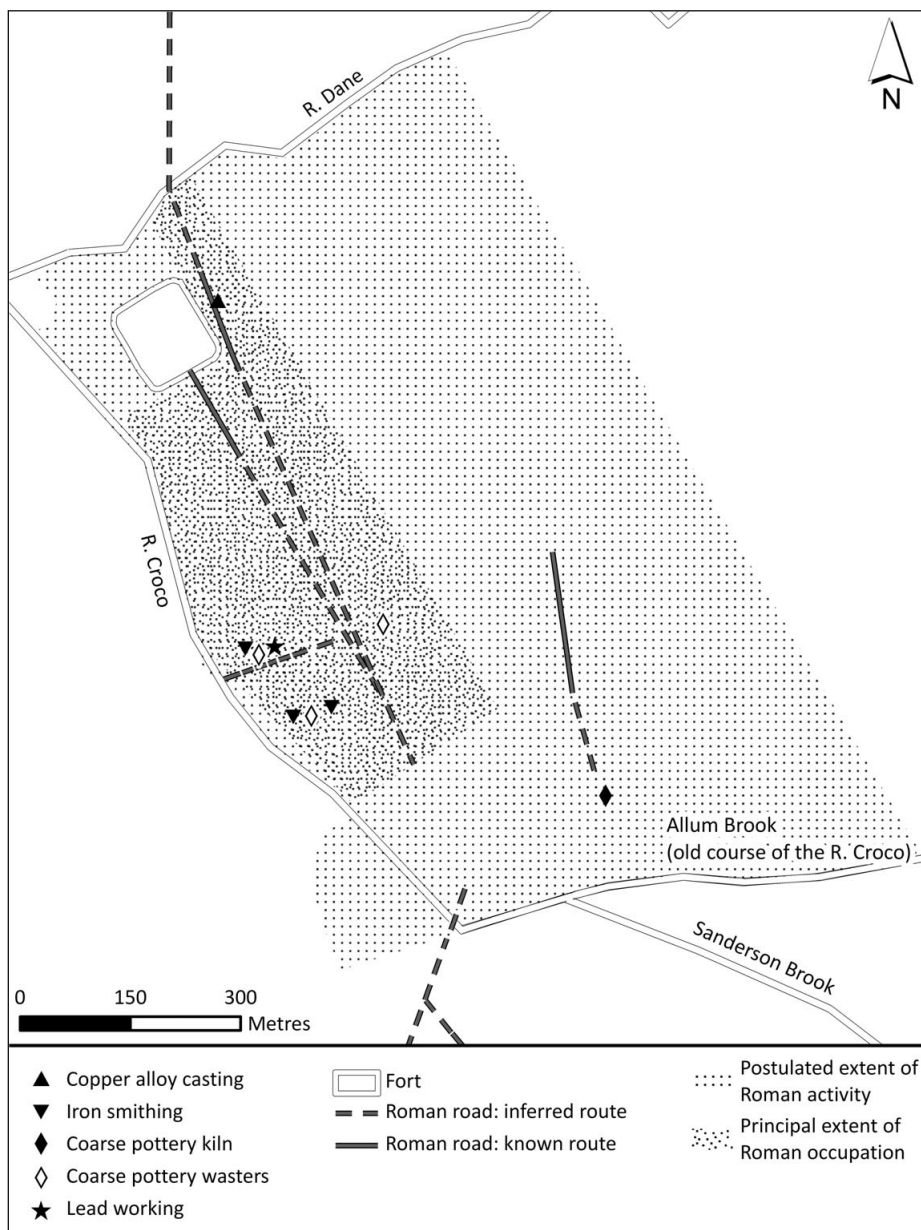 R. Dane
N
R. Croco
Allum Brook
(old course of the R. Croco)
Sanderson Brook
0 150 300
Metres
Copper alloy casting
Iron smithing
Coarse pottery kiln
Coarse pottery wasters
Lead working
Fort
Roman road: inferred route
Roman road: known route
Postulated extent of
Roman activity
Principal extent of
Roman occupation